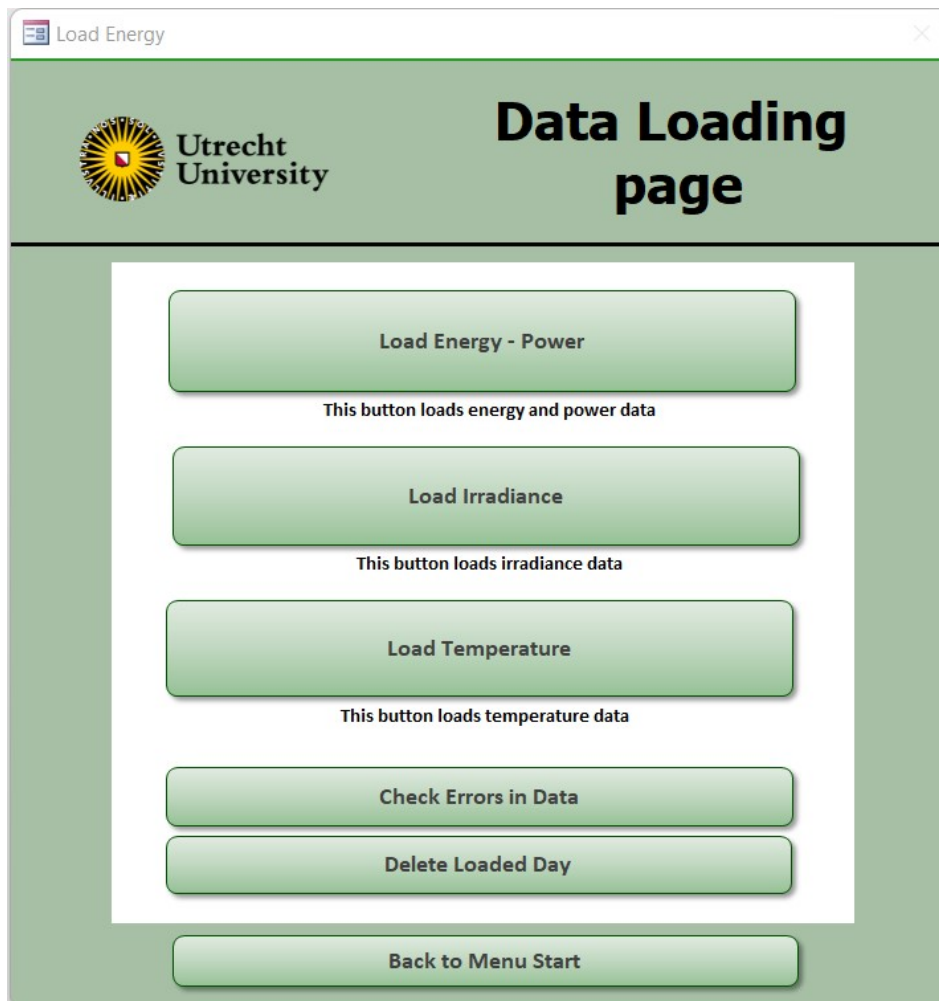 Load Energy
Utrecht
University
Data Loading
page
Load Energy - Power
This button loads energy and power data
Load Irradiance
This button loads irradiance data
Load Temperature
This button loads temperature data
Check Errors in Data
Delete Loaded Day
Back to Menu Start